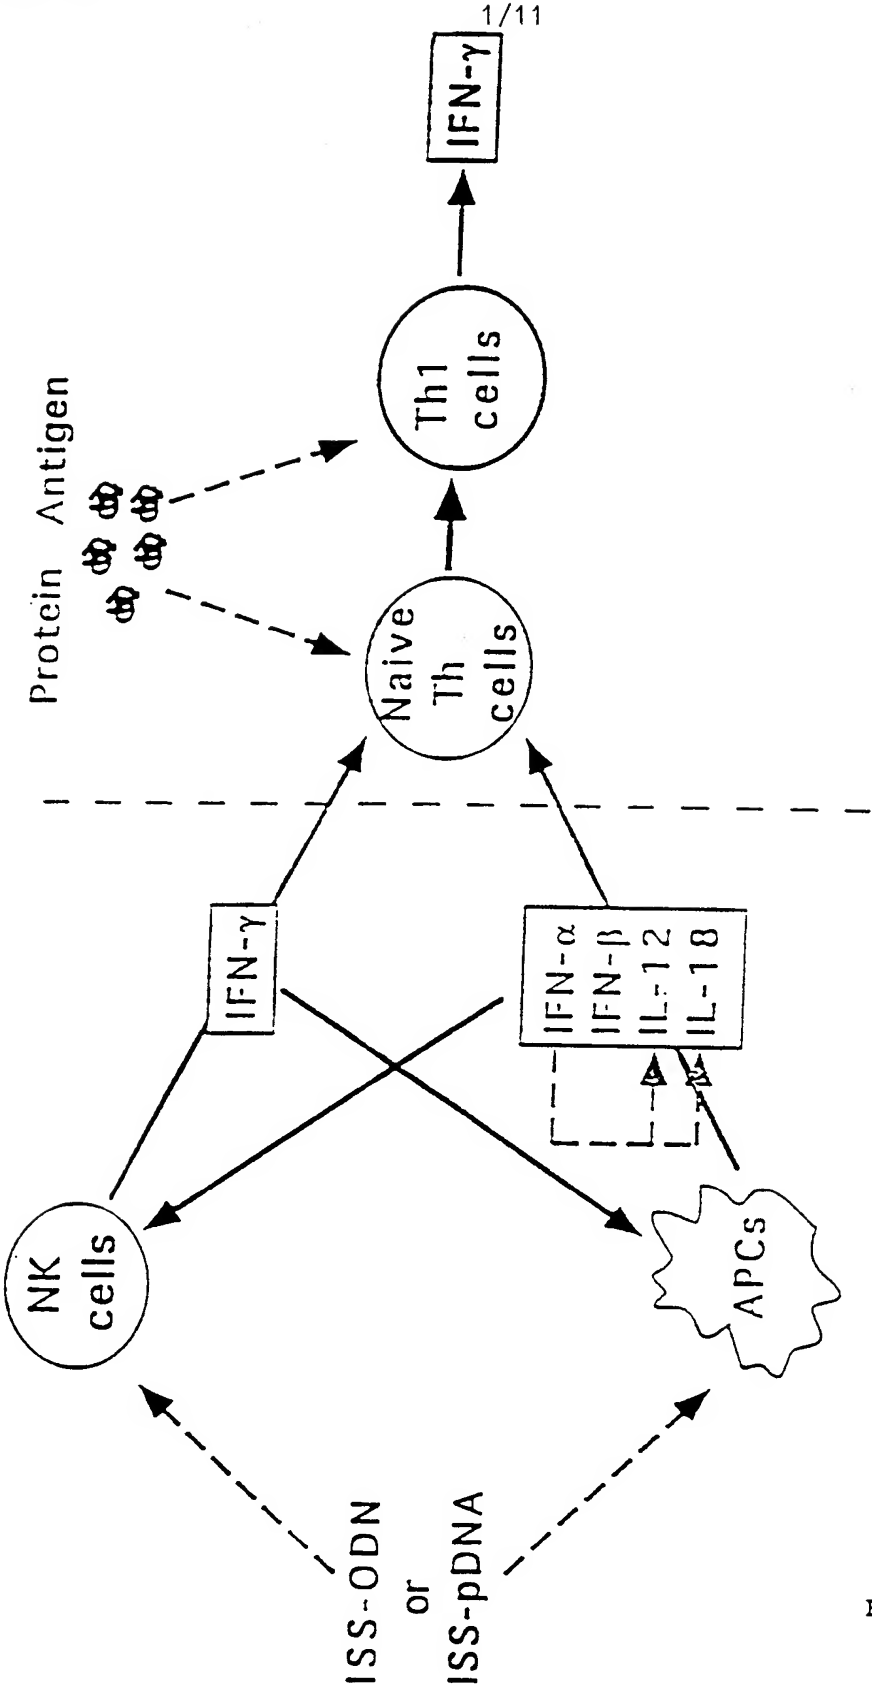 1/11
ISS-ODN
or
ISS-pDNA
NK
cells
APCs
IFN-γ
IFN-α
IFN-β
IL-12
IL-18
Protein Antigen
Naive
Th
cells
Th1
cells
IFN-γ